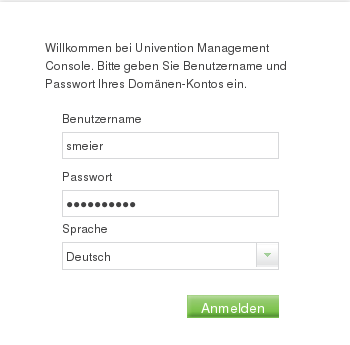 Willkommen bei Univention Management
Console. Bitte geben Sie Benutzername und
Passwort Ihres Domänen-Kontos ein.
Benutzername
smeier
Passwort
●●●●●●●●●●
Sprache
Deutsch
Anmelden